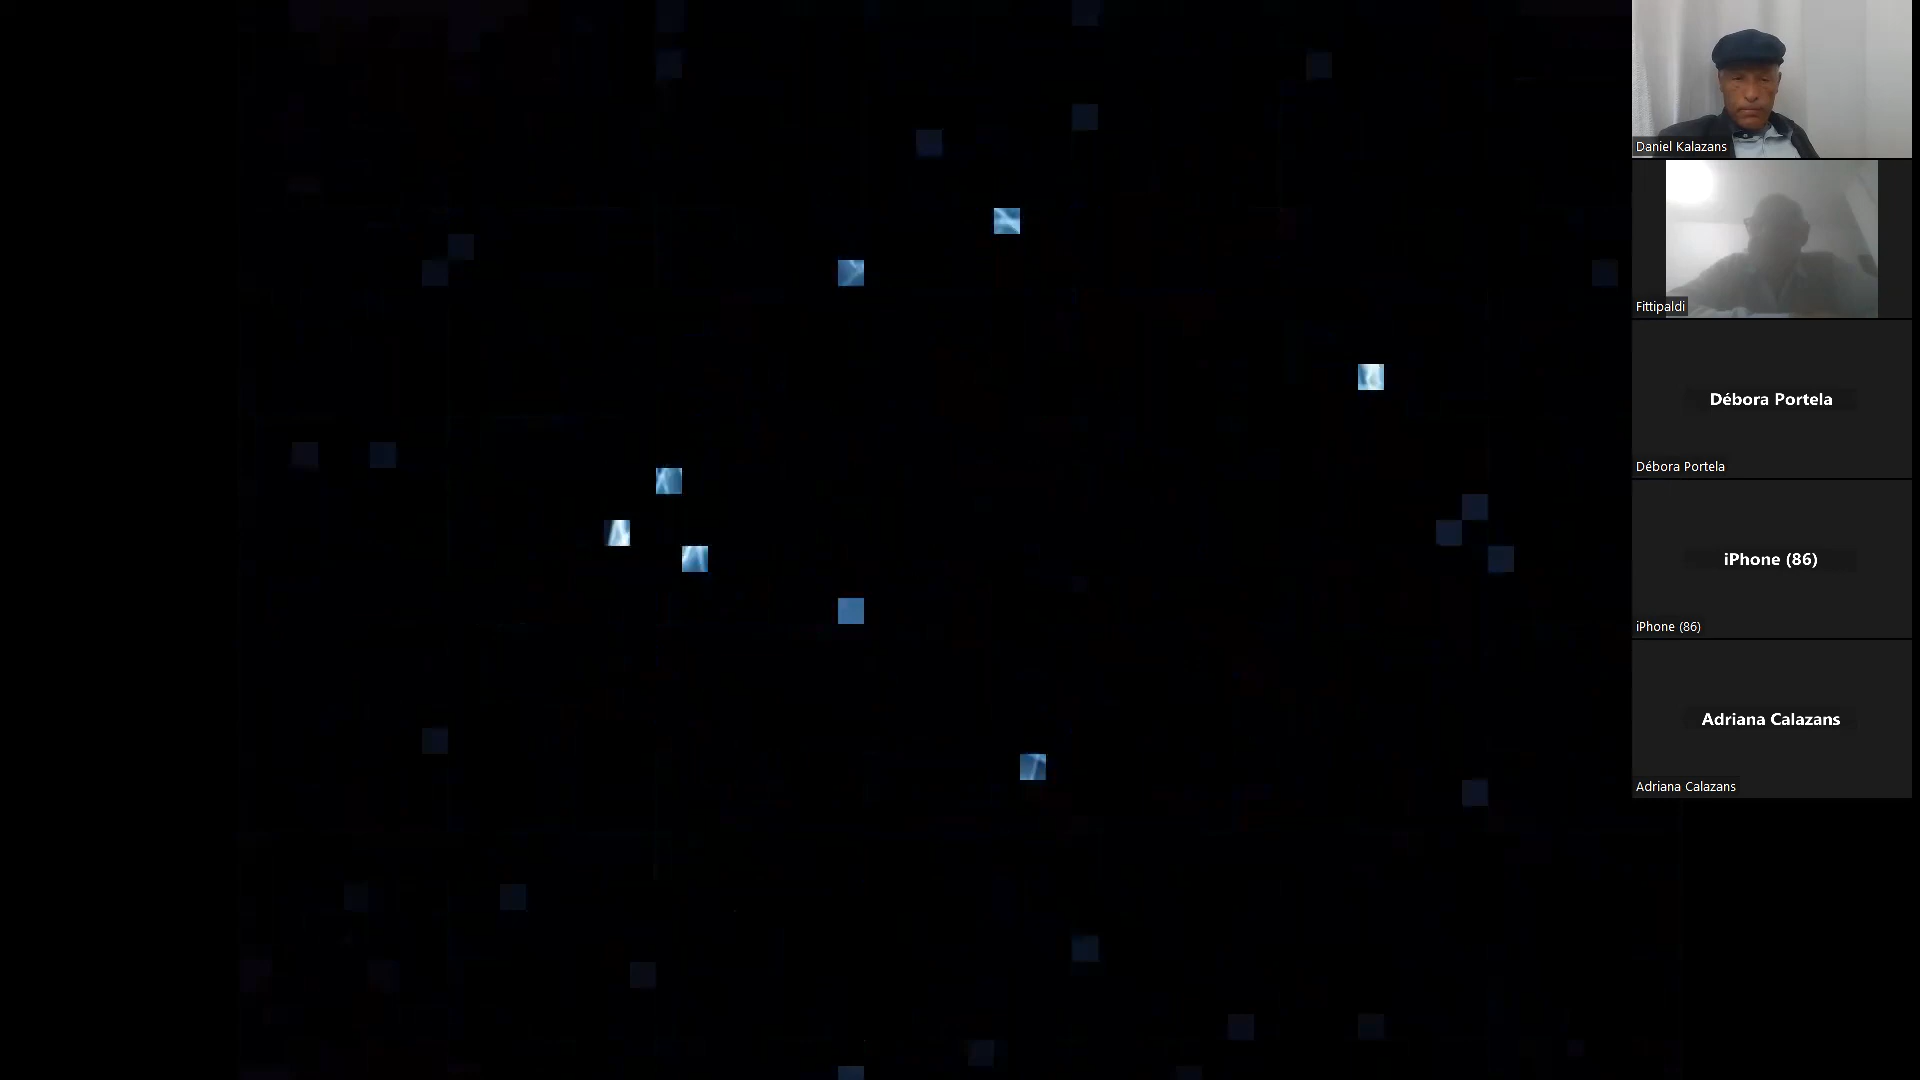 Daniel Kalazans
Fittipaldi
Débora Portela
Débora Portela
iPhone (86)
iPhone (86)
Adriana Calazans
Adriana Calazans